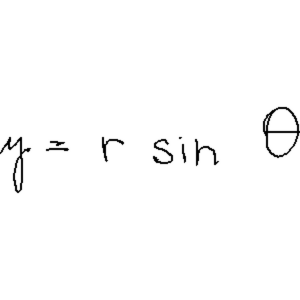 y = r sin θ